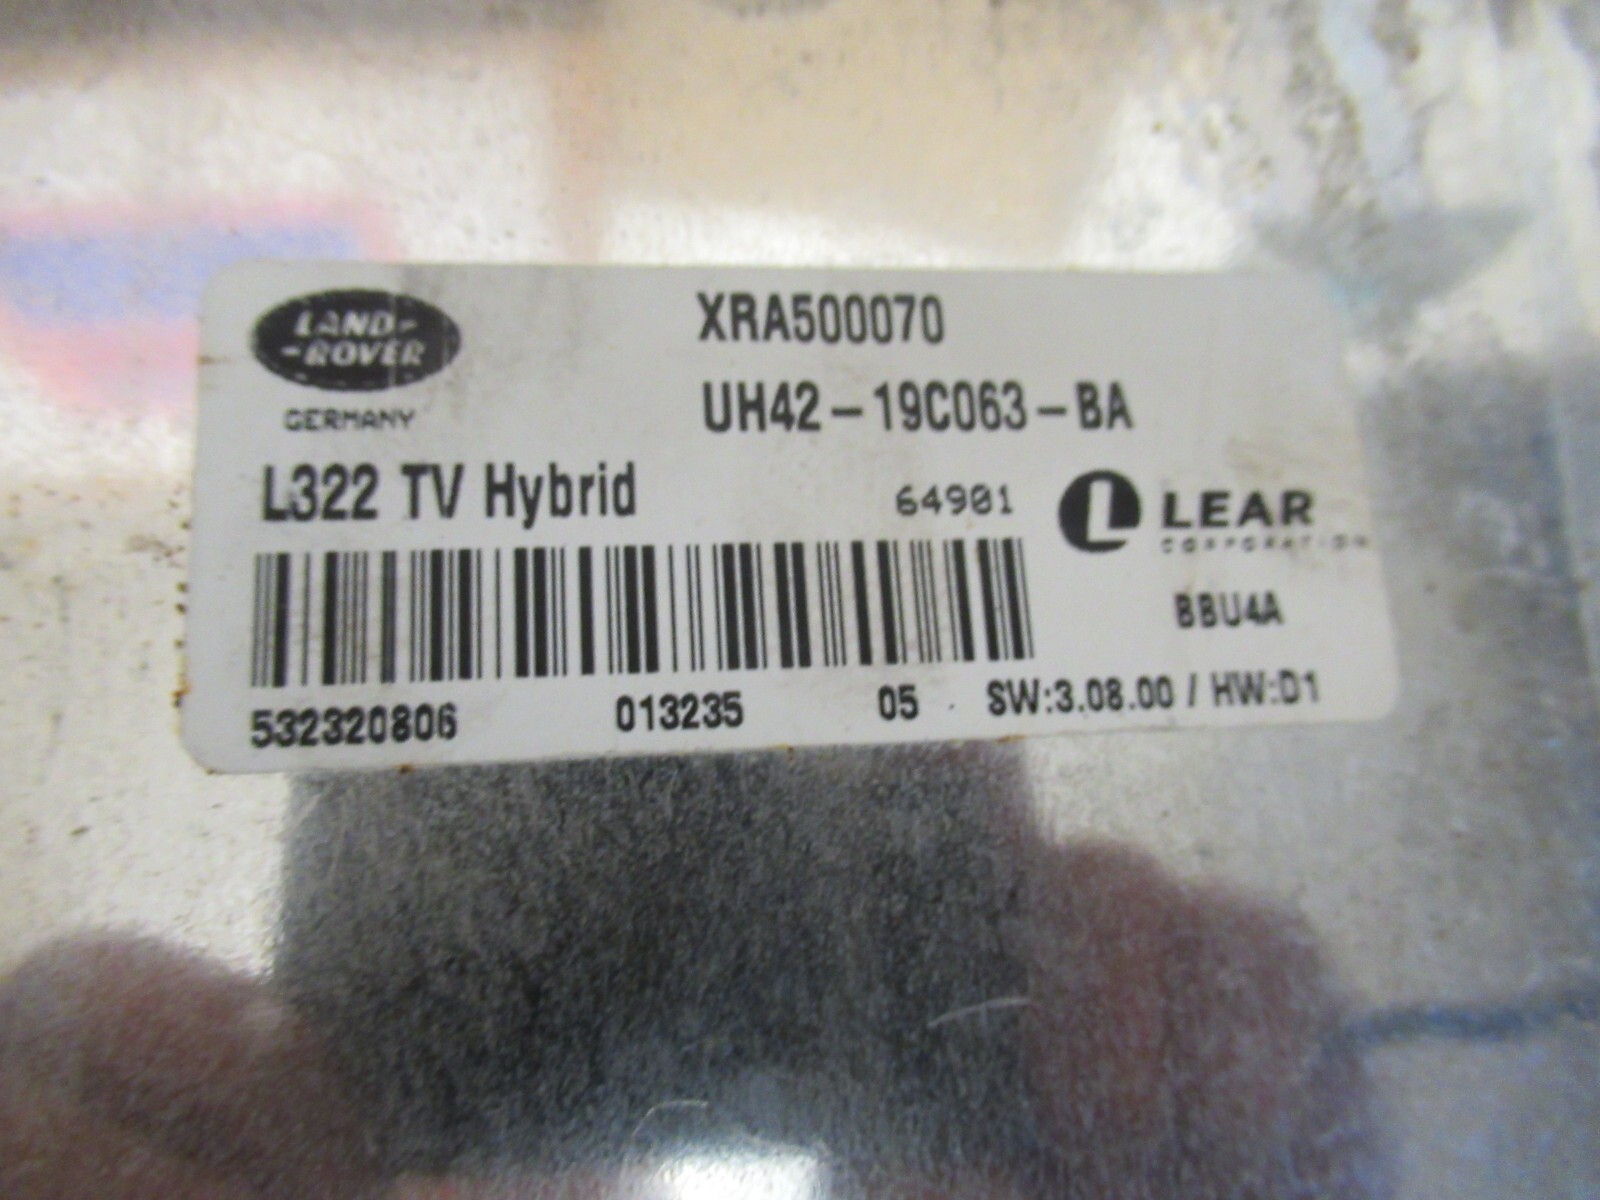 LAND-
-ROVER
GERMANY
XRA500070
UH42-19C063-BA
L322 TV Hybrid
64901
L LEAR
CORPORATION
BBU4A
532320806 013235 05 SW:3.08.00 / HW:D1